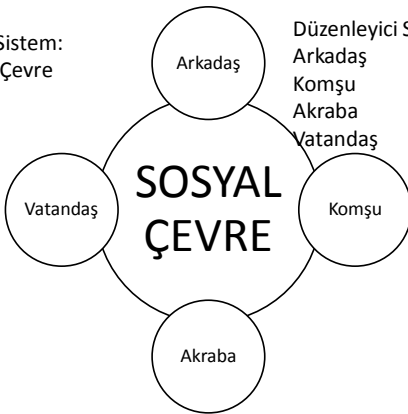 Sistem:
Çevre
Düzenleyici S
Arkadaş
Komşu
Akraba
Vatandaş
Arkadaş
SOSYAL
ÇEVRE
Vatandaş
Komşu
Akraba